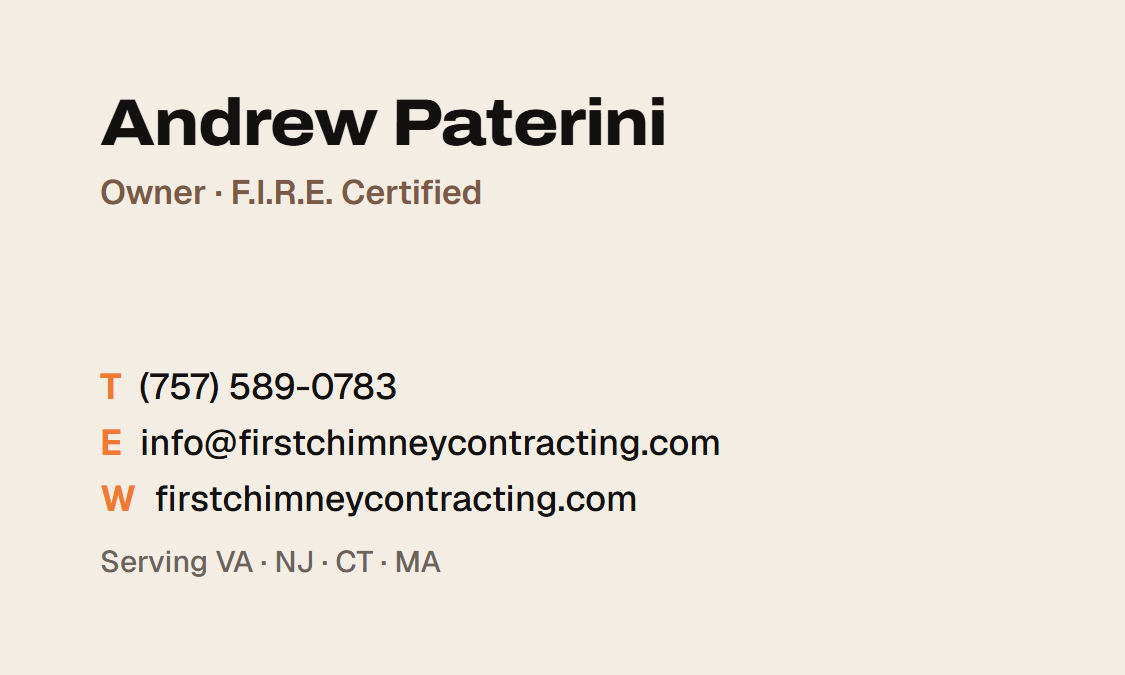 Andrew Paterini
Owner · F.I.R.E. Certified
T (757) 589-0783
E info@firstchimneycontracting.com
W firstchimneycontracting.com
Serving VA · NJ · CT · MA